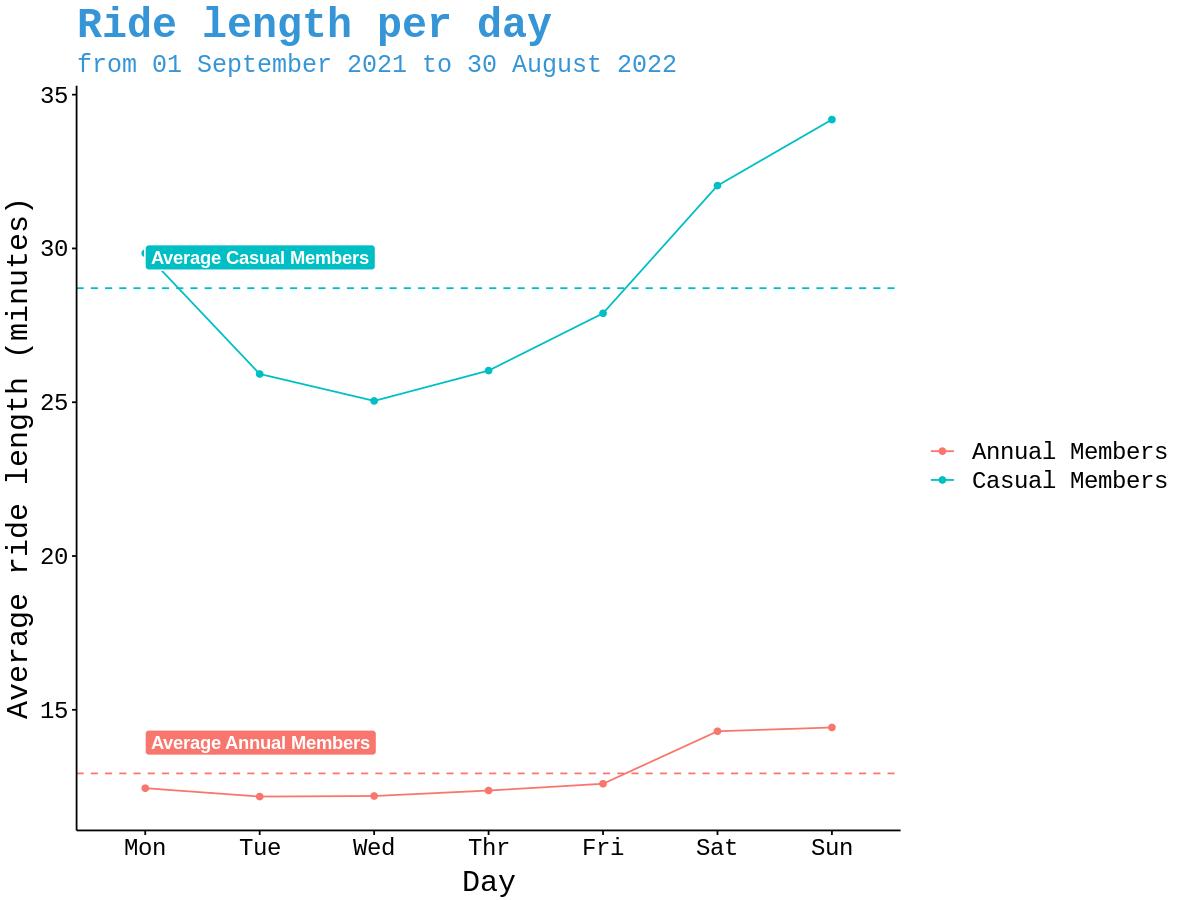 Ride length per day
from 01 September 2021 to 30 August 2022
Average ride length (minutes)
35
30
25
20
15
Average Casual Members
Average Annual Members
Mon Tue Wed Thr Fri Sat Sun
Day
Annual Members
Casual Members